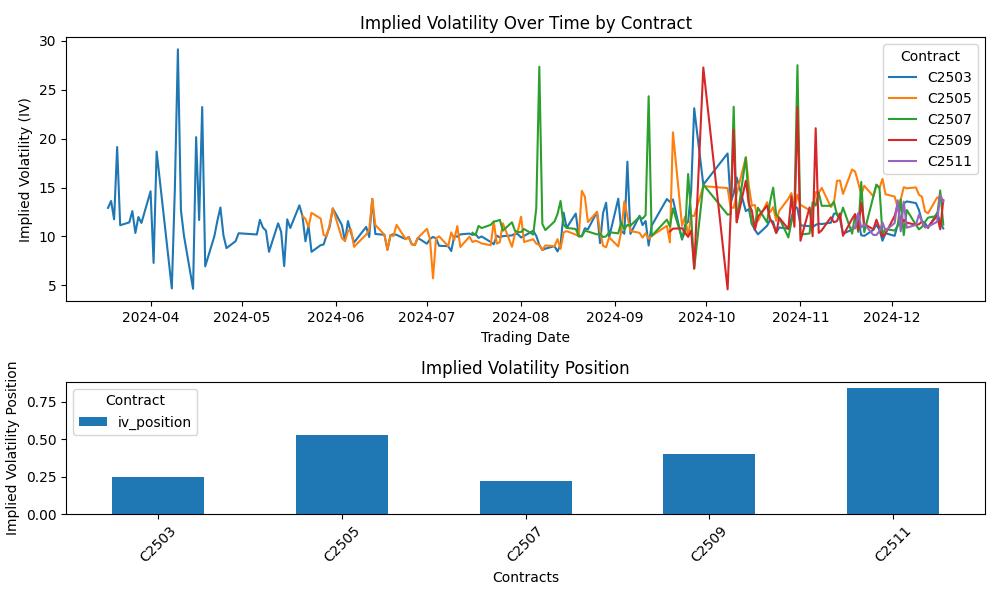 Implied Volatility Over Time by Contract
Implied Volatility (IV)
30
25
20
15
10
5
Contract
C2503
C2505
C2507
C2509
C2511
2024-04 2024-05 2024-06 2024-07 2024-08 2024-09 2024-10 2024-11 2024-12
Trading Date
Implied Volatility Position
Implied Volatility Position
0.75
0.50
0.25
0.00
Contract
iv_position
C2503 C2505 C2507 C2509 C2511
Contracts